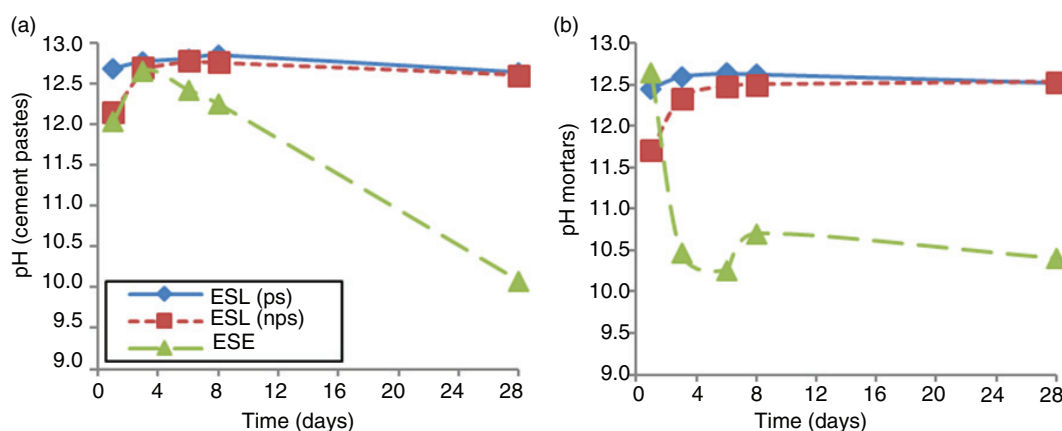 (a)
13.0
12.5
12.0
11.5
11.0
10.5
10.0
9.5
9.0
pH (cement pastes)
ESL (ps)
ESL (nps)
ESE
0 4 8 12 16 20 24 28
Time (days)
(b)
13.0
12.5
12.0
11.5
11.0
10.5
10.0
9.5
9.0
pH mortars
0 4 8 12 16 20 24 28
Time (days)